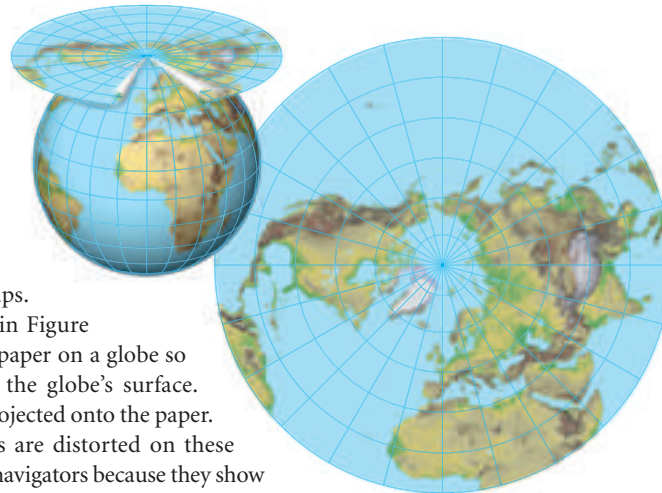 ps.
in Figure
paper on a globe so
the globe's surface.
ojected onto the paper.
s are distorted on these
navigators because they show